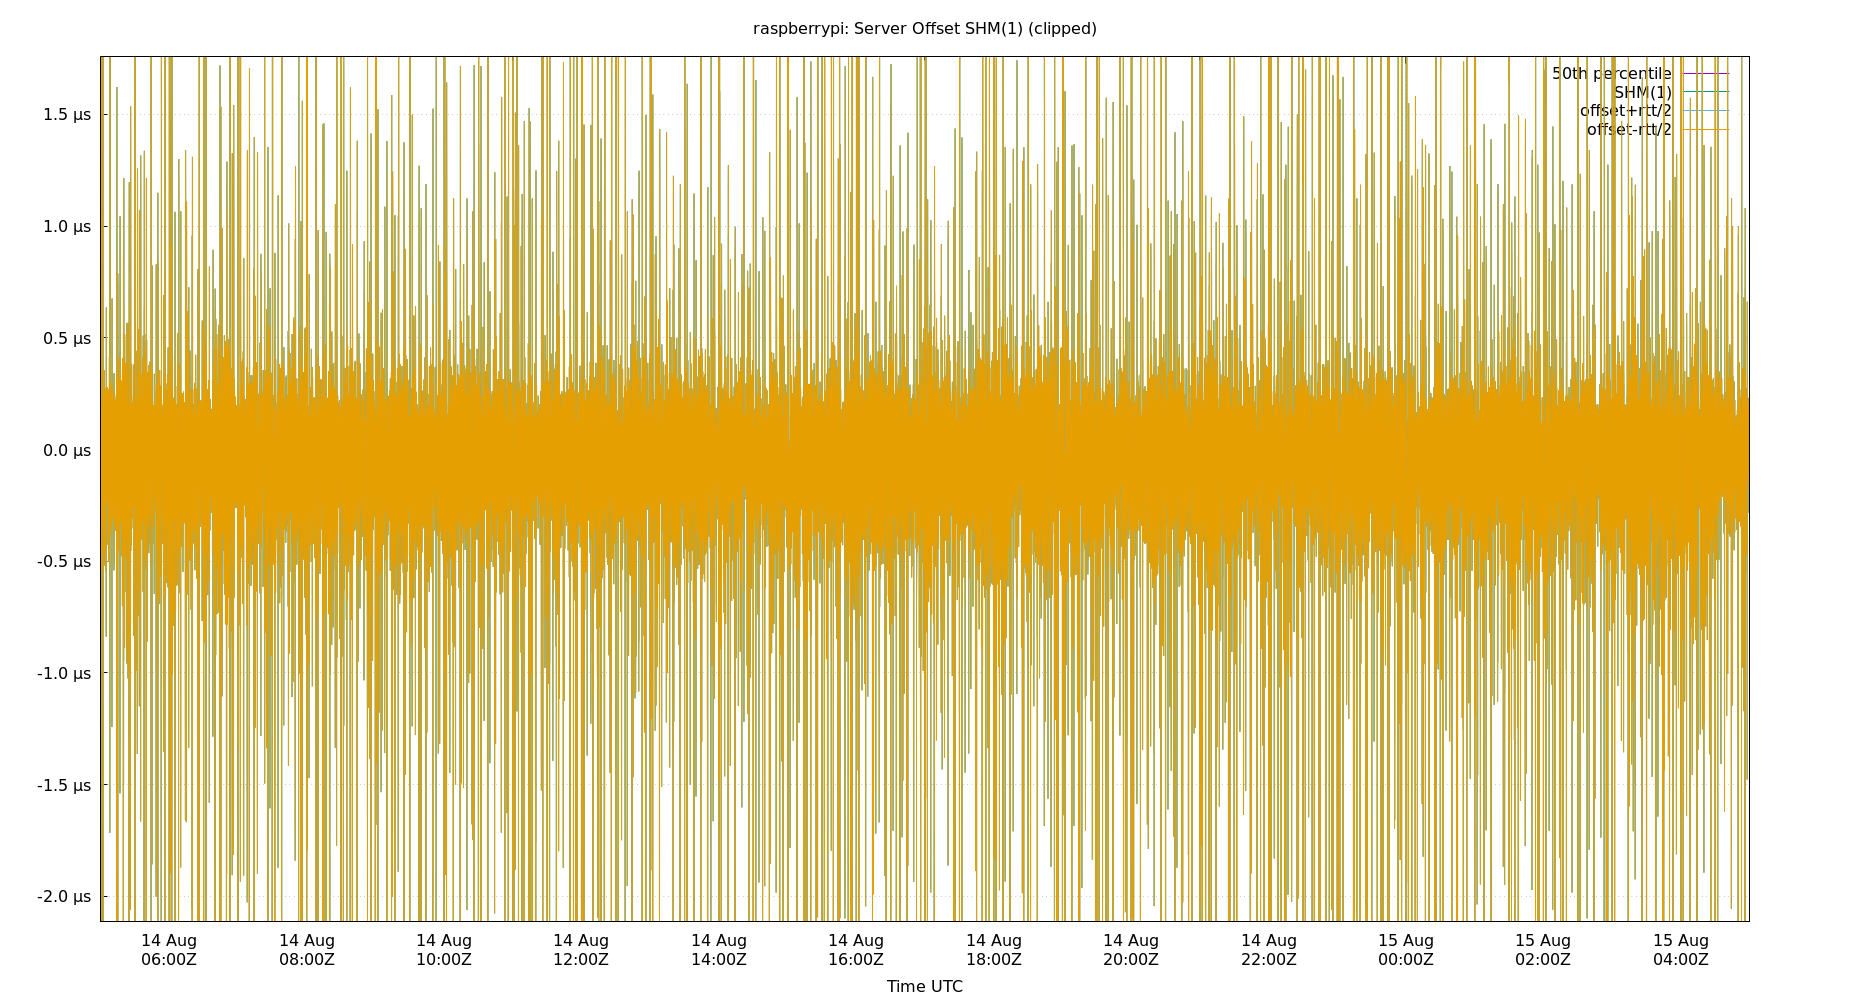 raspberrypi: Server Offset SHM(1) (clipped)
50th percentile
SHM(1)
offset+rtt/2
offset-rtt/2
1.5 µs
1.0 µs
0.5 µs
0.0 µs
-0.5 µs
-1.0 µs
-1.5 µs
-2.0 µs
14 Aug 14 Aug 14 Aug 14 Aug 14 Aug 14 Aug 14 Aug 14 Aug 14 Aug 15 Aug 15 Aug 15 Aug
06:00Z 08:00Z 10:00Z 12:00Z 14:00Z 16:00Z 18:00Z 20:00Z 22:00Z 00:00Z 02:00Z 04:00Z
Time UTC